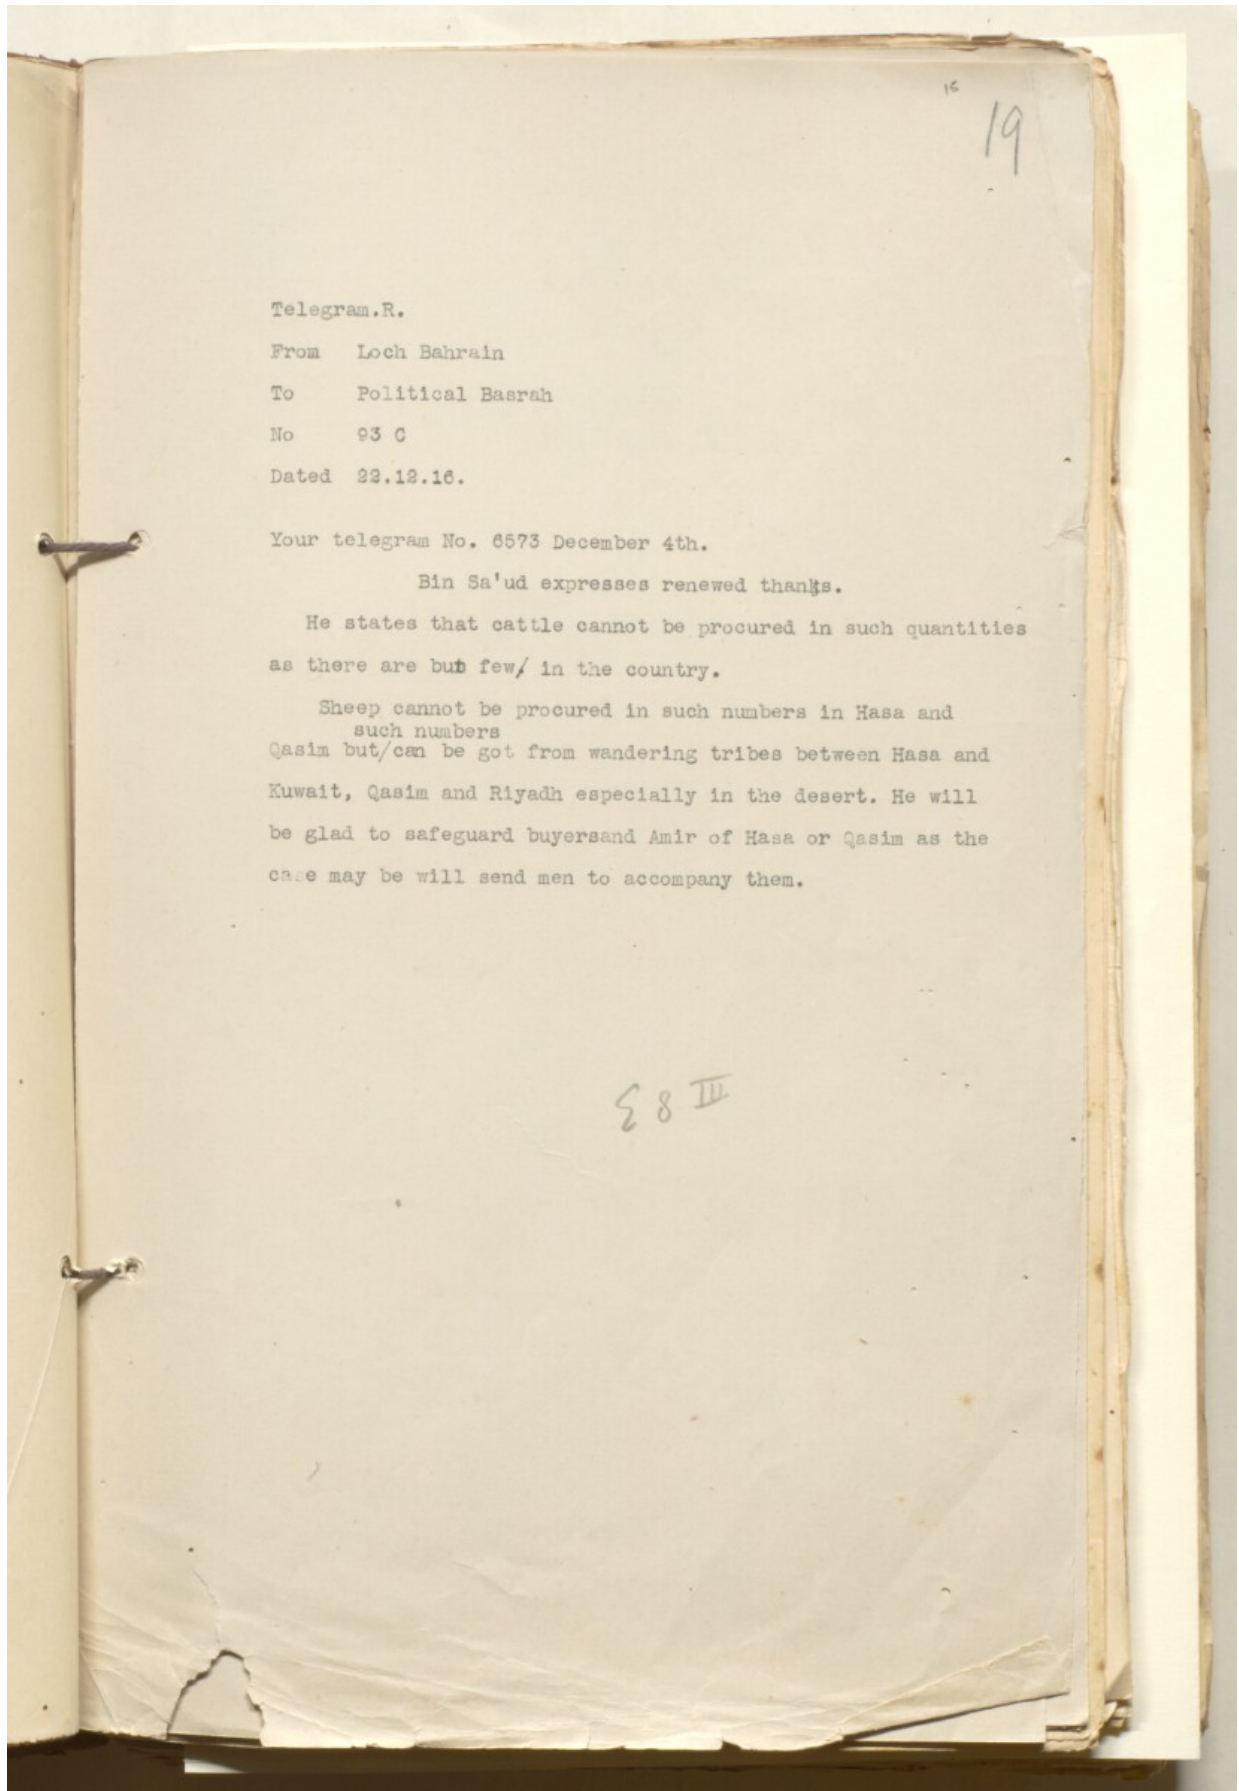 15
19
Telegram.R.
From Loch Bahrain
To Political Basrah
No 93 C
Dated 22.12.16.
Your telegram No. 6573 December 4th.
Bin Sa'ud expresses renewed thanks.
He states that cattle cannot be procured in such quantities
as there are but few/ in the country.
Sheep cannot be procured in such numbers in Hasa and
such numbers
Qasim but/can be got from wandering tribes between Hasa and
Kuwait, Qasim and Riyadh especially in the desert. He will
be glad to safeguard buyersand Amir of Hasa or Qasim as the
case may be will send men to accompany them.
E 8 III